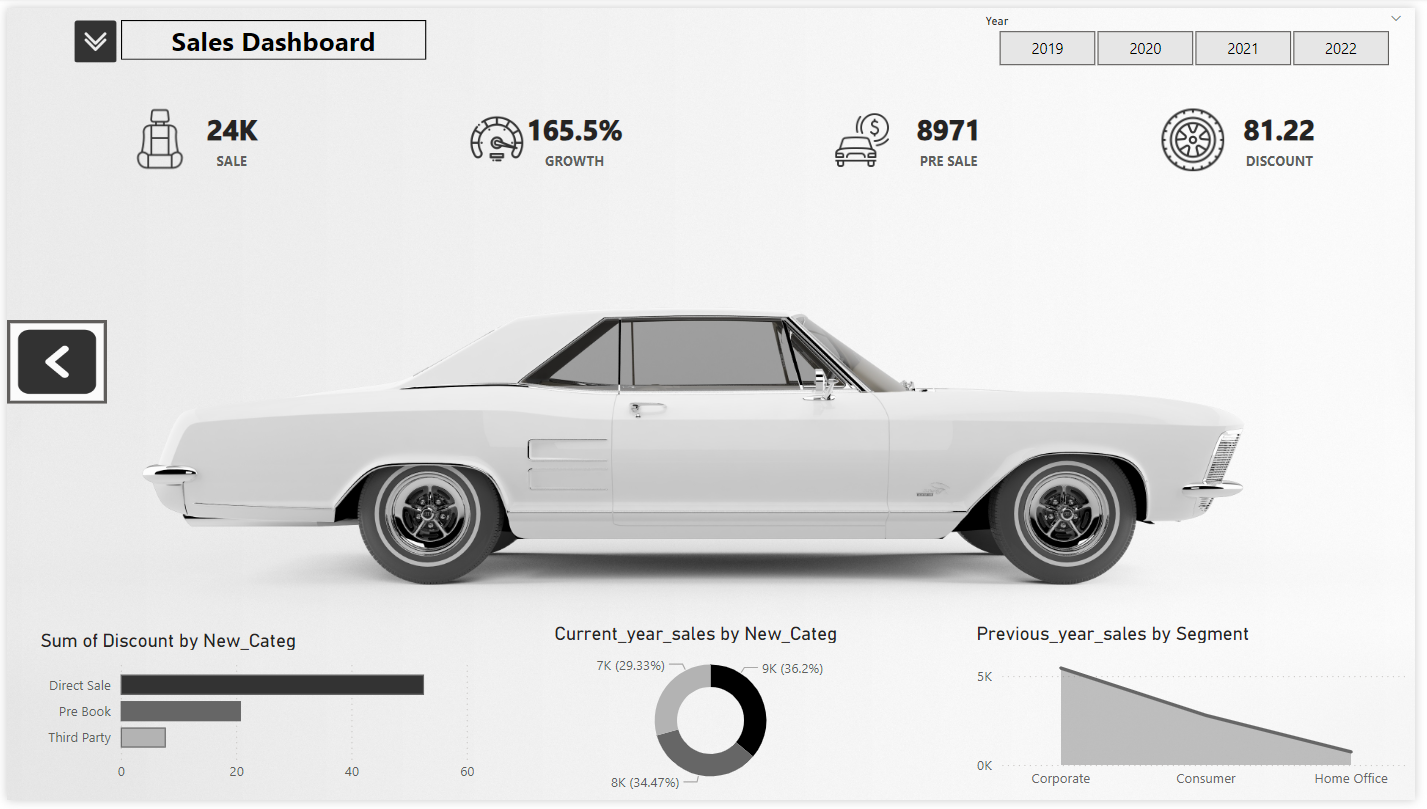 Sales Dashboard
Year
2019
2020
2021
2022
24K
SALE
165.5%
GROWTH
8971
PRE SALE
81.22
DISCOUNT
Sum of Discount by New_Categ
Direct Sale
Pre Book
Third Party
0
20
40
60
Current_year_sales by New_Categ
7K (29.33%)
9K (36.2%)
8K (34.47%)
Previous_year_sales by Segment
5K
0K
Corporate
Consumer
Home Office